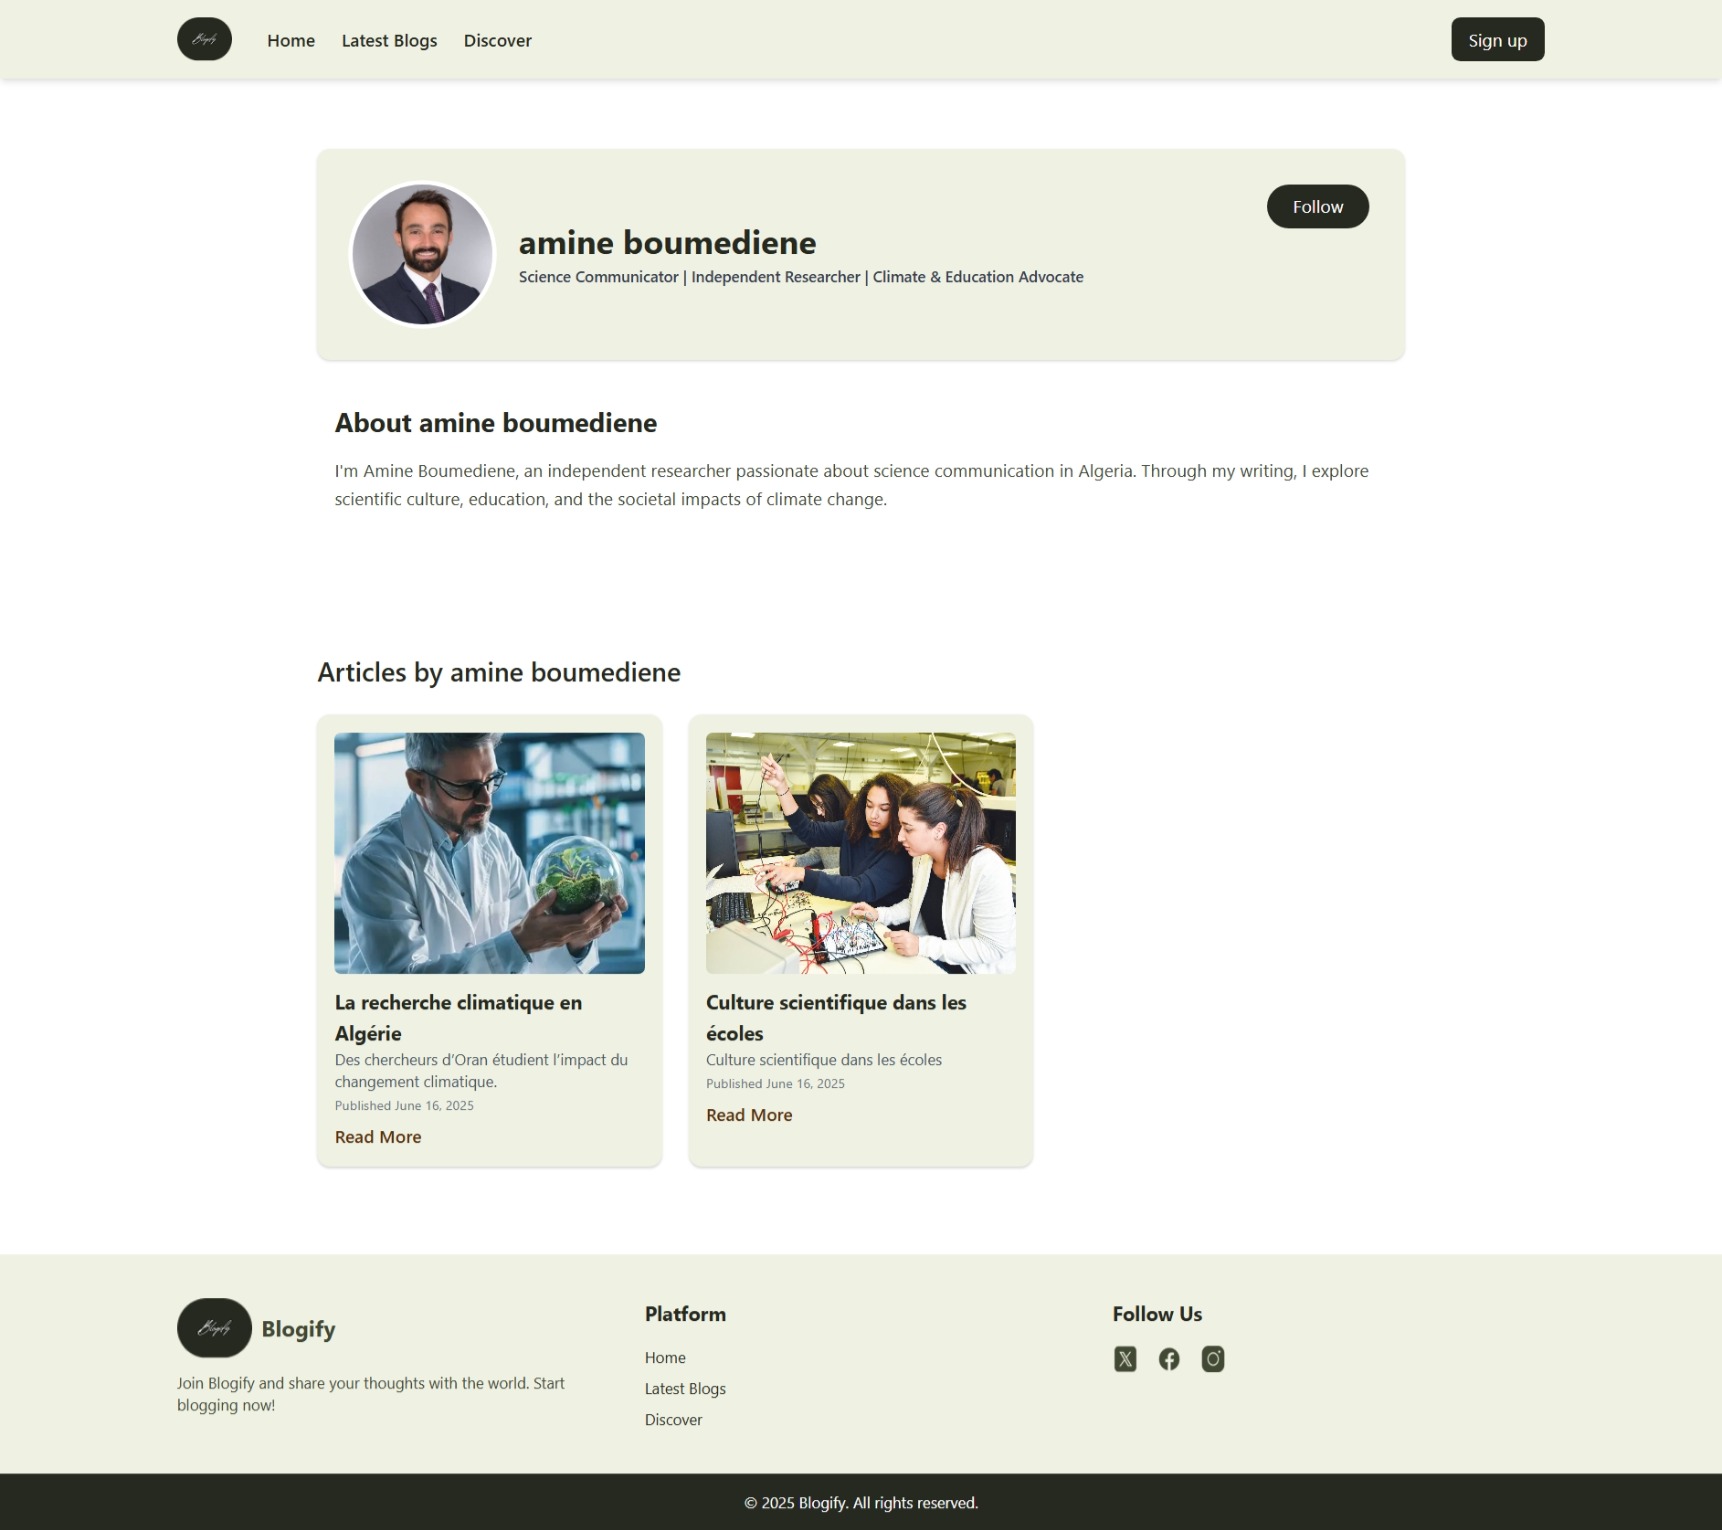 Blogify
Home
Latest Blogs
Discover
Sign up
Follow
amine boumediene
Science Communicator | Independent Researcher | Climate & Education Advocate
About amine boumediene
I'm Amine Boumediene, an independent researcher passionate about science communication in Algeria. Through my writing, I explore
scientific culture, education, and the societal impacts of climate change.
Articles by amine boumediene
La recherche climatique en
Algérie
Des chercheurs d’Oran étudient l’impact du
changement climatique.
Published June 16, 2025
Read More
Culture scientifique dans les
écoles
Culture scientifique dans les écoles
Published June 16, 2025
Read More
Blogify
Blogify
Join Blogify and share your thoughts with the world. Start
blogging now!
Platform
Home
Latest Blogs
Discover
Follow Us
© 2025 Blogify. All rights reserved.